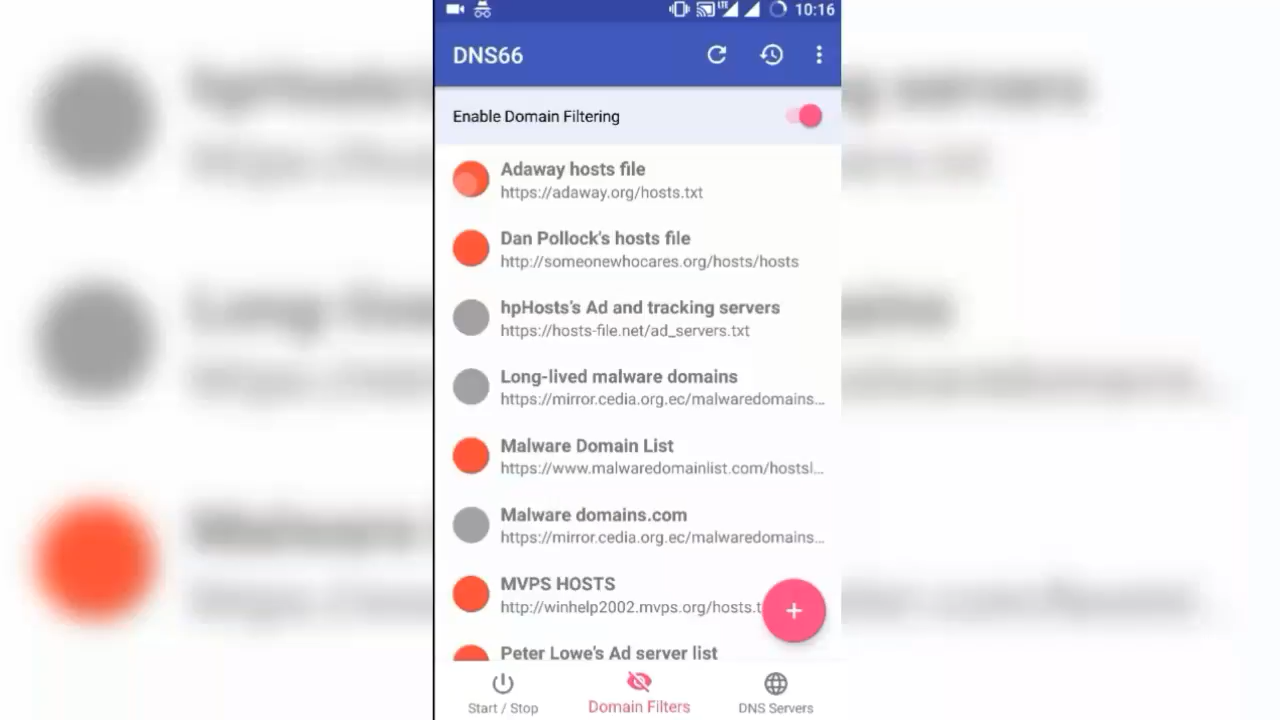 LTE 10:16
DNS66
Enable Domain Filtering
Adaway hosts file
https://adaway.org/hosts.txt
Dan Pollock's hosts file
http://someonewhocares.org/hosts/hosts
hpHosts's Ad and tracking servers
https://hosts-file.net/ad_servers.txt
Long-lived malware domains
https://mirror.cedia.org.ec/malwaredomains...
Malware Domain List
https://www.malwaredomainlist.com/hostsl...
Malware domains.com
https://mirror.cedia.org.ec/malwaredomains...
MVPS HOSTS
http://winhelp2002.mvps.org/hosts.t
Peter Lowe's Ad server list
Start / Stop
Domain Filters
DNS Servers